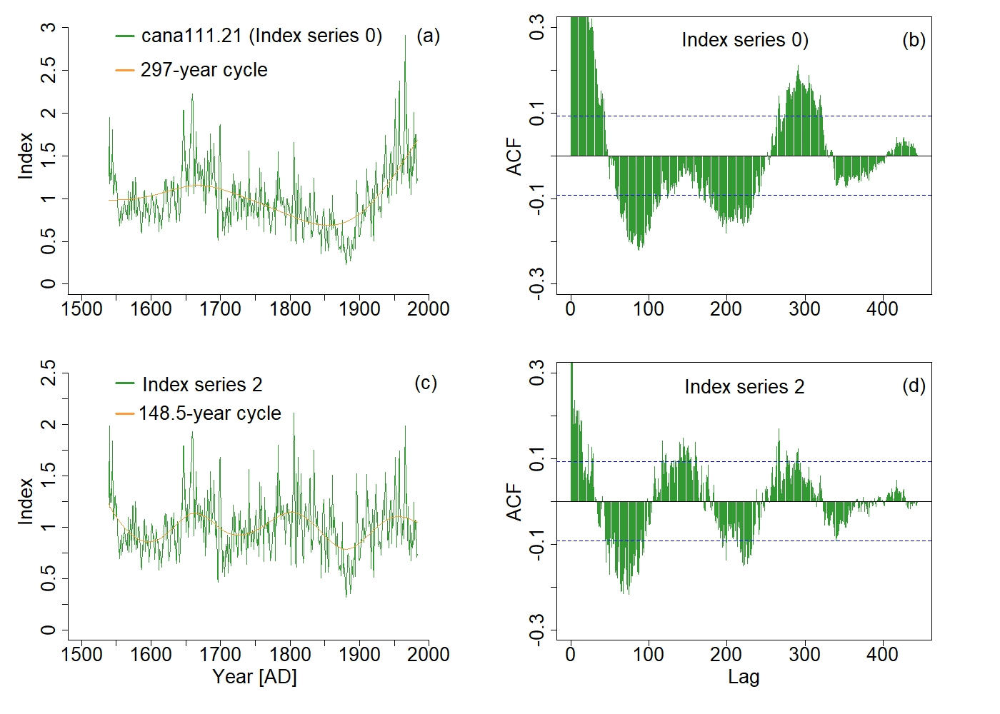 cana111.21 (Index series 0)
(a)
297-year cycle
Index
3
2.5
2
1.5
1
0.5
0
1500
1600
1700
1800
1900
2000
Index series 0)
(b)
ACF
0.3
0.1
-0.1
-0.3
0
100
200
300
400
Index series 2
(c)
148.5-year cycle
Index
2.5
2
1.5
1
0.5
0
1500
1600
1700
1800
1900
2000
Year [AD]
Index series 2
(d)
ACF
0.3
0.1
-0.1
-0.3
0
100
200
300
400
Lag